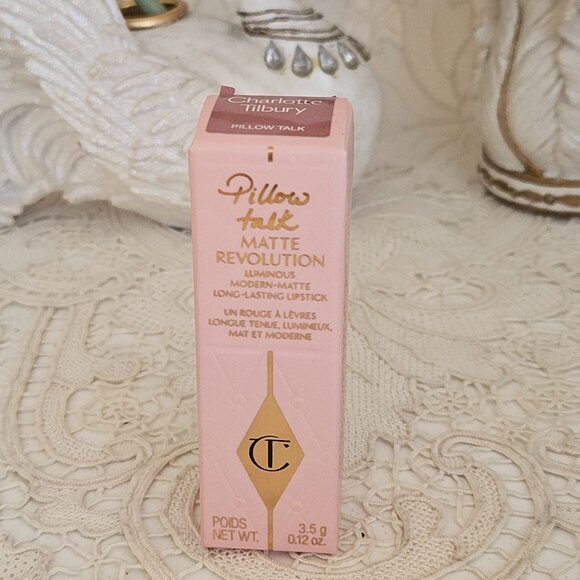 Charlotte
Tilbury
PILLOW TALK
Pillow
talk
MATTE
REVOLUTION
LUMINOUS
MODERN-MATTE
LONG-LASTING LIPSTICK
UN ROUGE À LÈVRES
LONGUE TENUE, LUMINEUX,
MAT ET MODERNE
CT
POIDS 3.5 g
NET WT. 0.12 oz.